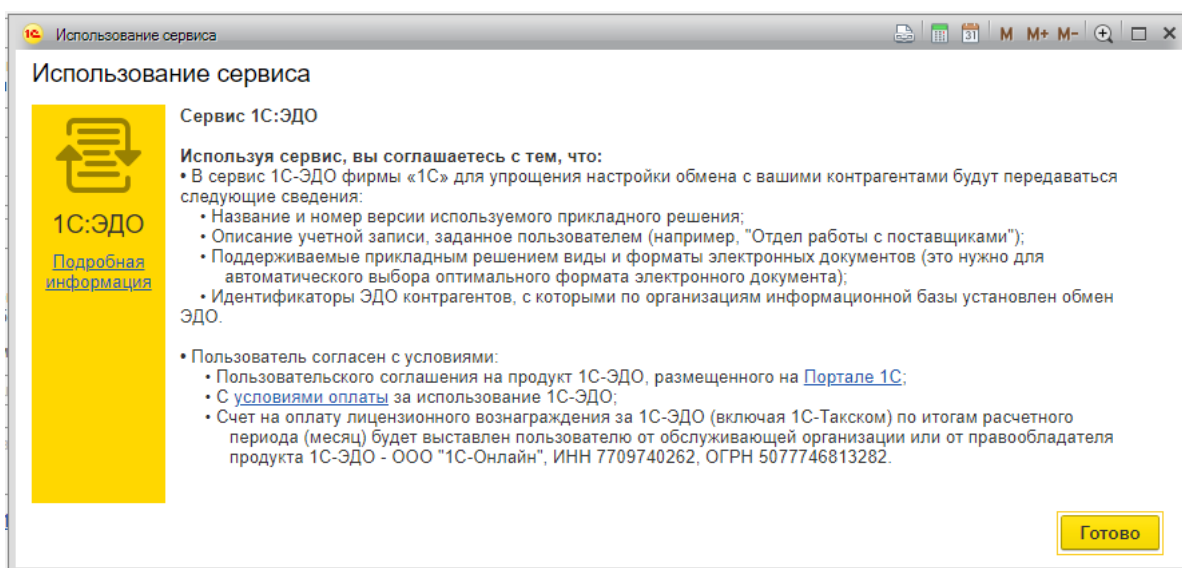 Использование сервиса
31 M M+ M-
Использование сервиса
Сервис 1С:ЭДО
Используя сервис, вы соглашаетесь с тем, что:
• В сервис 1С-ЭДО фирмы «1С» для упрощения настройки обмена с вашими контрагентами будут передаваться
следующие сведения:
• Название и номер версии используемого прикладного решения;
• Описание учетной записи, заданное пользователем (например, "Отдел работы с поставщиками");
• Поддерживаемые прикладным решением виды и форматы электронных документов (это нужно для
автоматического выбора оптимального формата электронного документа);
• Идентификаторы ЭДО контрагентов, с которыми по организациям информационной базы установлен обмен
ЭДО.
• Пользователь согласен с условиями:
• Пользовательского соглашения на продукт 1С-ЭДО, размещенного на Портале 1С;
• С условиями оплаты за использование 1С-ЭДО;
• Счет на оплату лицензионного вознаграждения за 1С-ЭДО (включая 1С-Такском) по итогам расчетного
периода (месяц) будет выставлен пользователю от обслуживающей организации или от правообладателя
продукта 1С-ЭДО - ООО "1С-Онлайн", ИНН 7709740262, ОГРН 5077746813282.
1С:ЭДО
Подробная
информация
Готово